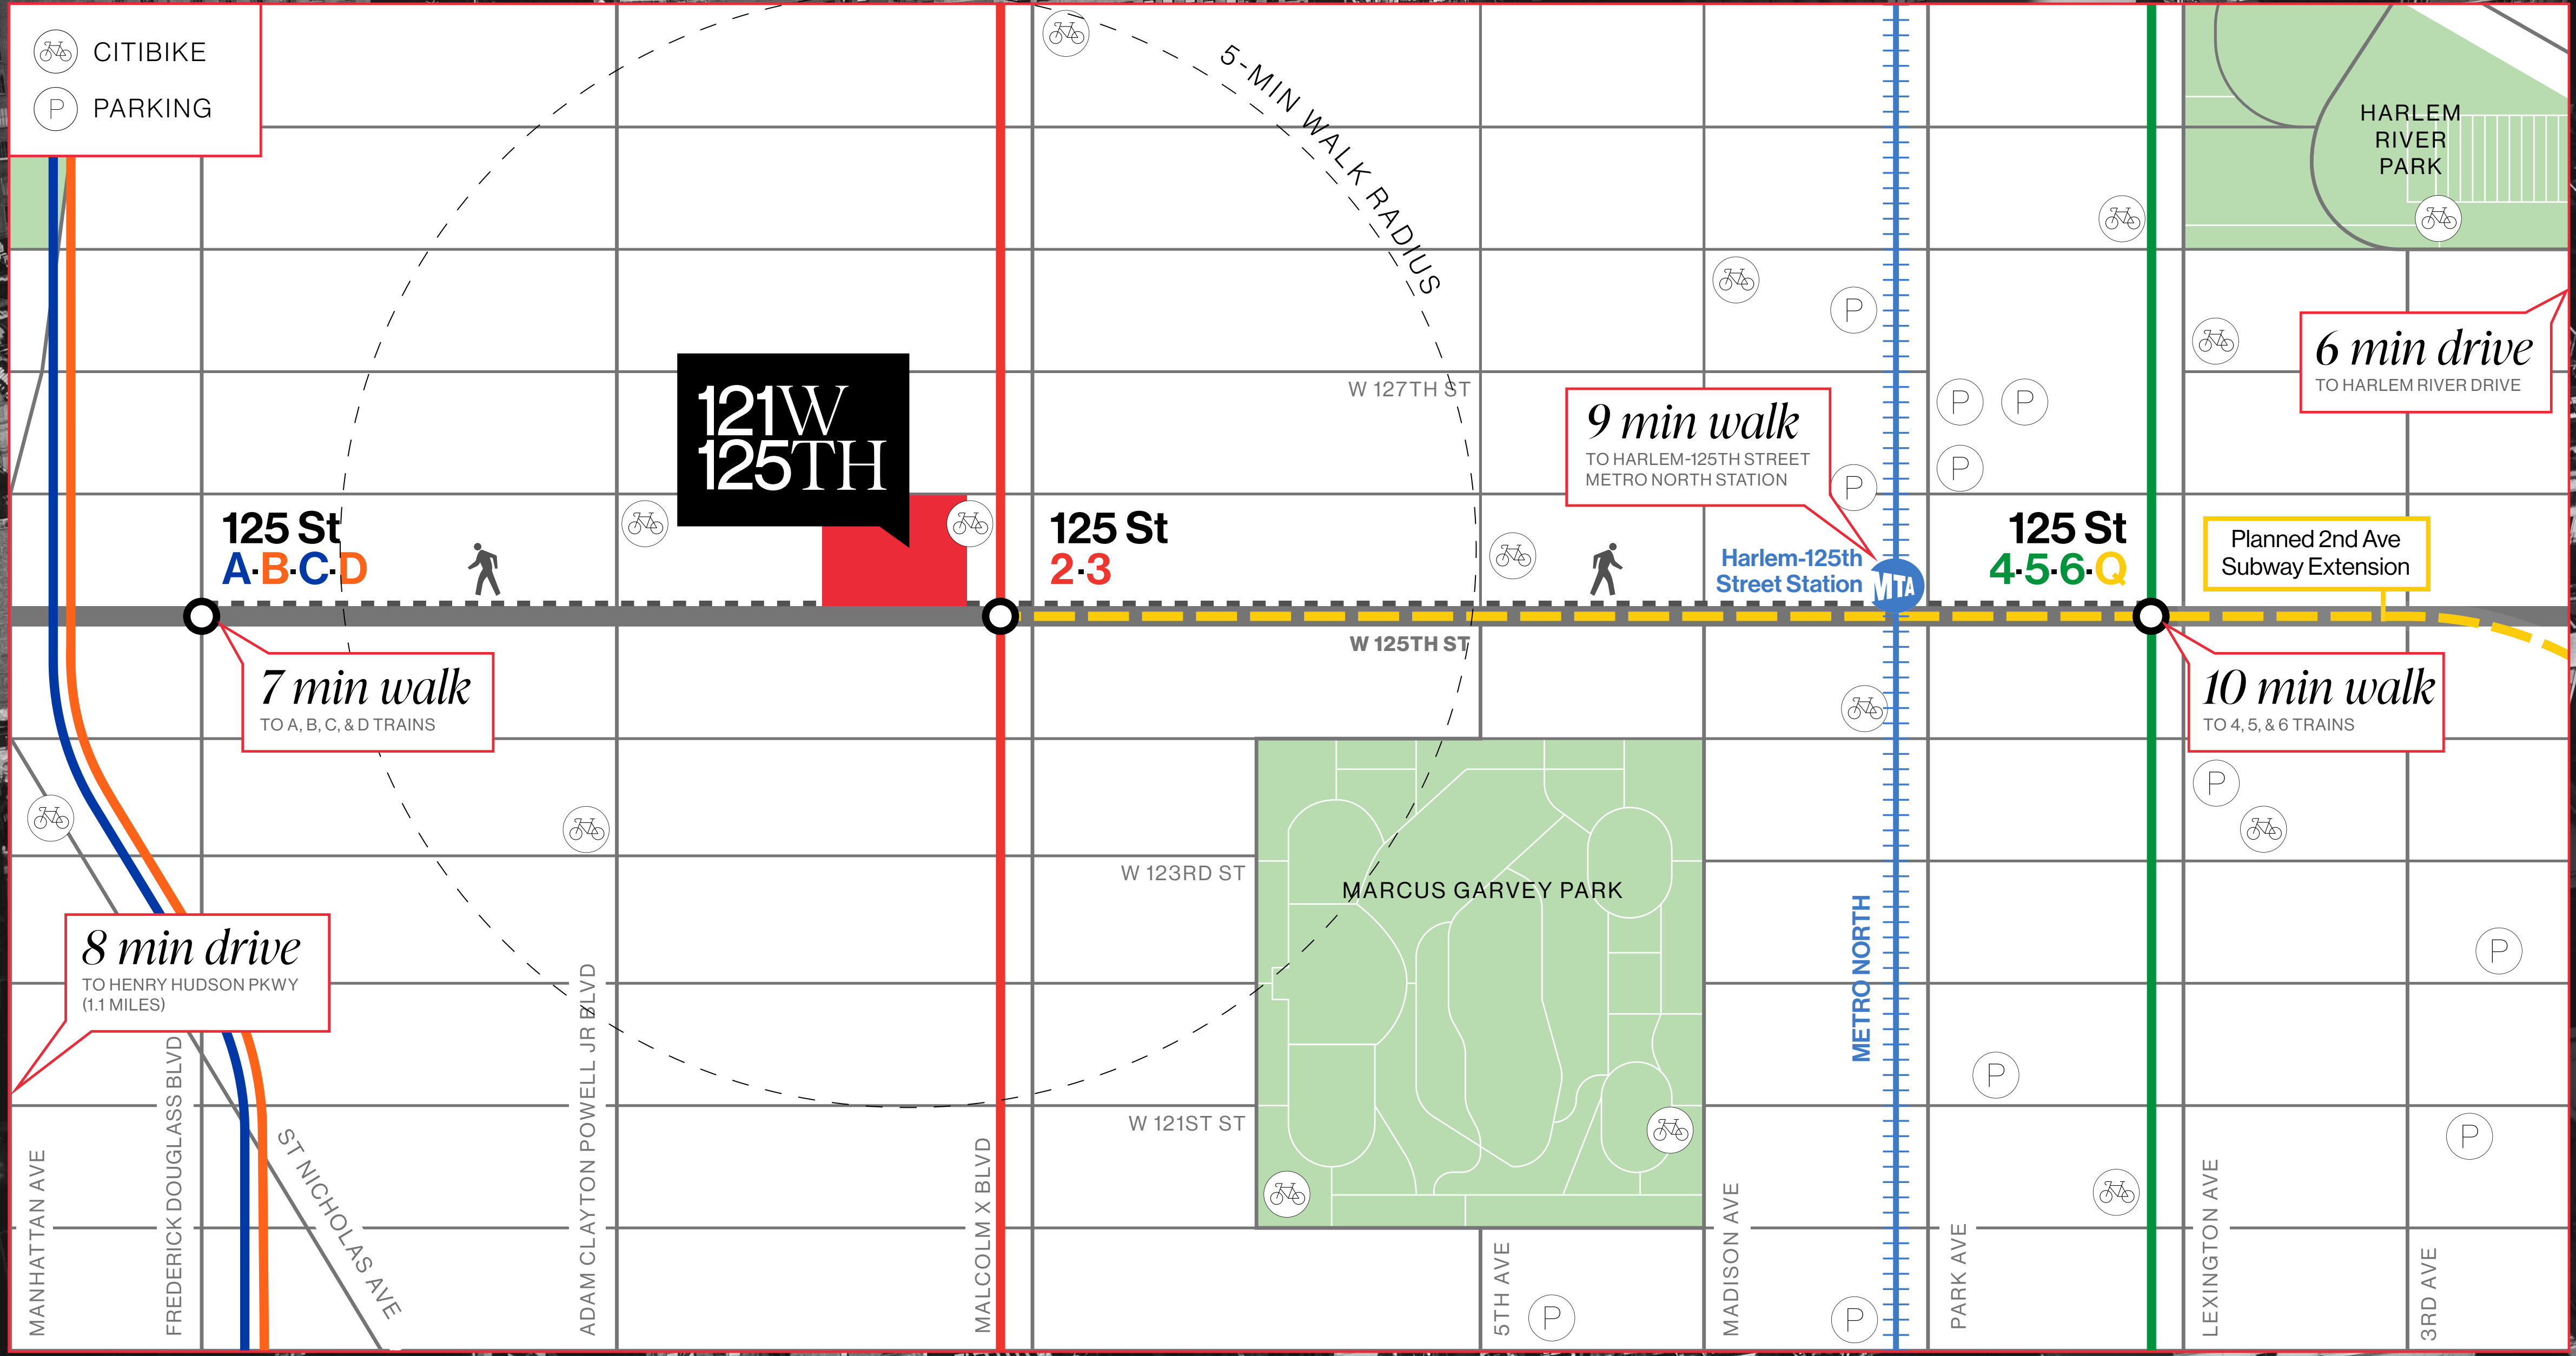 CITIBIKE
P PARKING
5-MIN WALK RADIUS
HARLEM
RIVER
PARK
P
6 min drive
TO HARLEM RIVER DRIVE
W 127TH ST
121W
125TH
9 min walk
TO HARLEM-125TH STREET
METRO NORTH STATION
P
P
P
P
125 St
A·B·C·D
125 St
2·3
Harlem-125th
Street Station
MTA
125 St
4·5·6·Q
Planned 2nd Ave
Subway Extension
W 125TH ST
7 min walk
TO A, B, C, & D TRAINS
10 min walk
TO 4, 5, & 6 TRAINS
P
W 123RD ST
MARCUS GARVEY PARK
8 min drive
TO HENRY HUDSON PKWY
(1.1 MILES)
METRO NORTH
P
P
W 121ST ST
P
MANHATTAN AVE
FREDERICK DOUGLASS BLVD
ST NICHOLAS AVE
ADAM CLAYTON POWELL JR BLVD
MALCOLM X BLVD
5TH AVE
P
MADISON AVE
P
PARK AVE
LEXINGTON AVE
3RD AVE